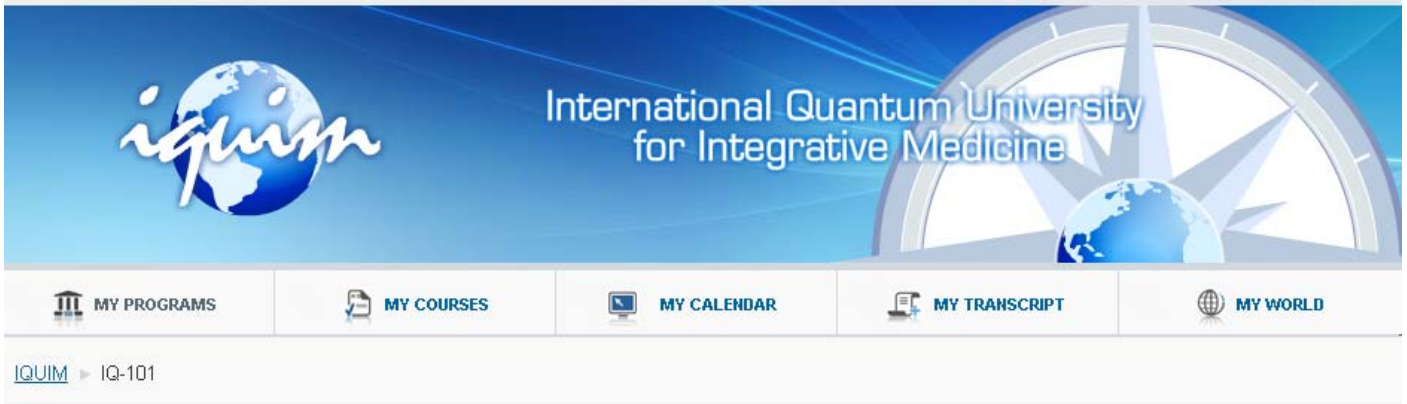 iquim
International Quantum University
for Integrative Medicine
MY PROGRAMS
MY COURSES
MY CALENDAR
MY TRANSCRIPT
MY WORLD
IQUIM ► IQ-101